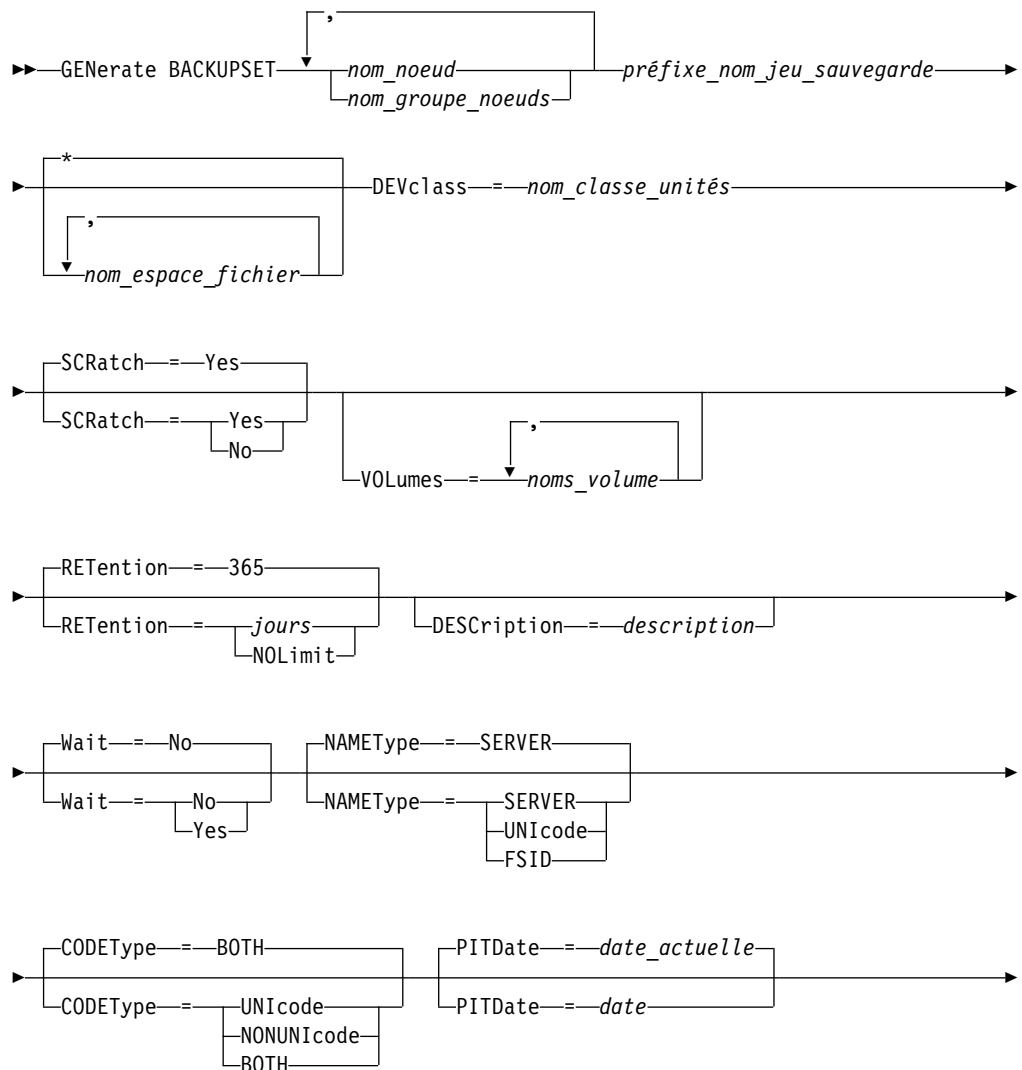 ,
GENerate BACKUPSET nom_noeud préfixe_nom_jeu_sauvegarde
nom_groupe_noeuds
*
DEVclass = nom_classe_unités
,
nom_espace_fichier
SCRatch = Yes
SCRatch = Yes
No
,
VOLumes = noms_volume
RETention = 365
RETention = jours
NOLimit
DESCription = description
Wait = No NAMEType = SERVER
Wait = No NAMEType = SERVER
Yes UNIcode
FSID
CODEType = BOTH PITDate = date_actuelle
CODEType = UNIcode PITDate = date
NONUNIcode
BOTH